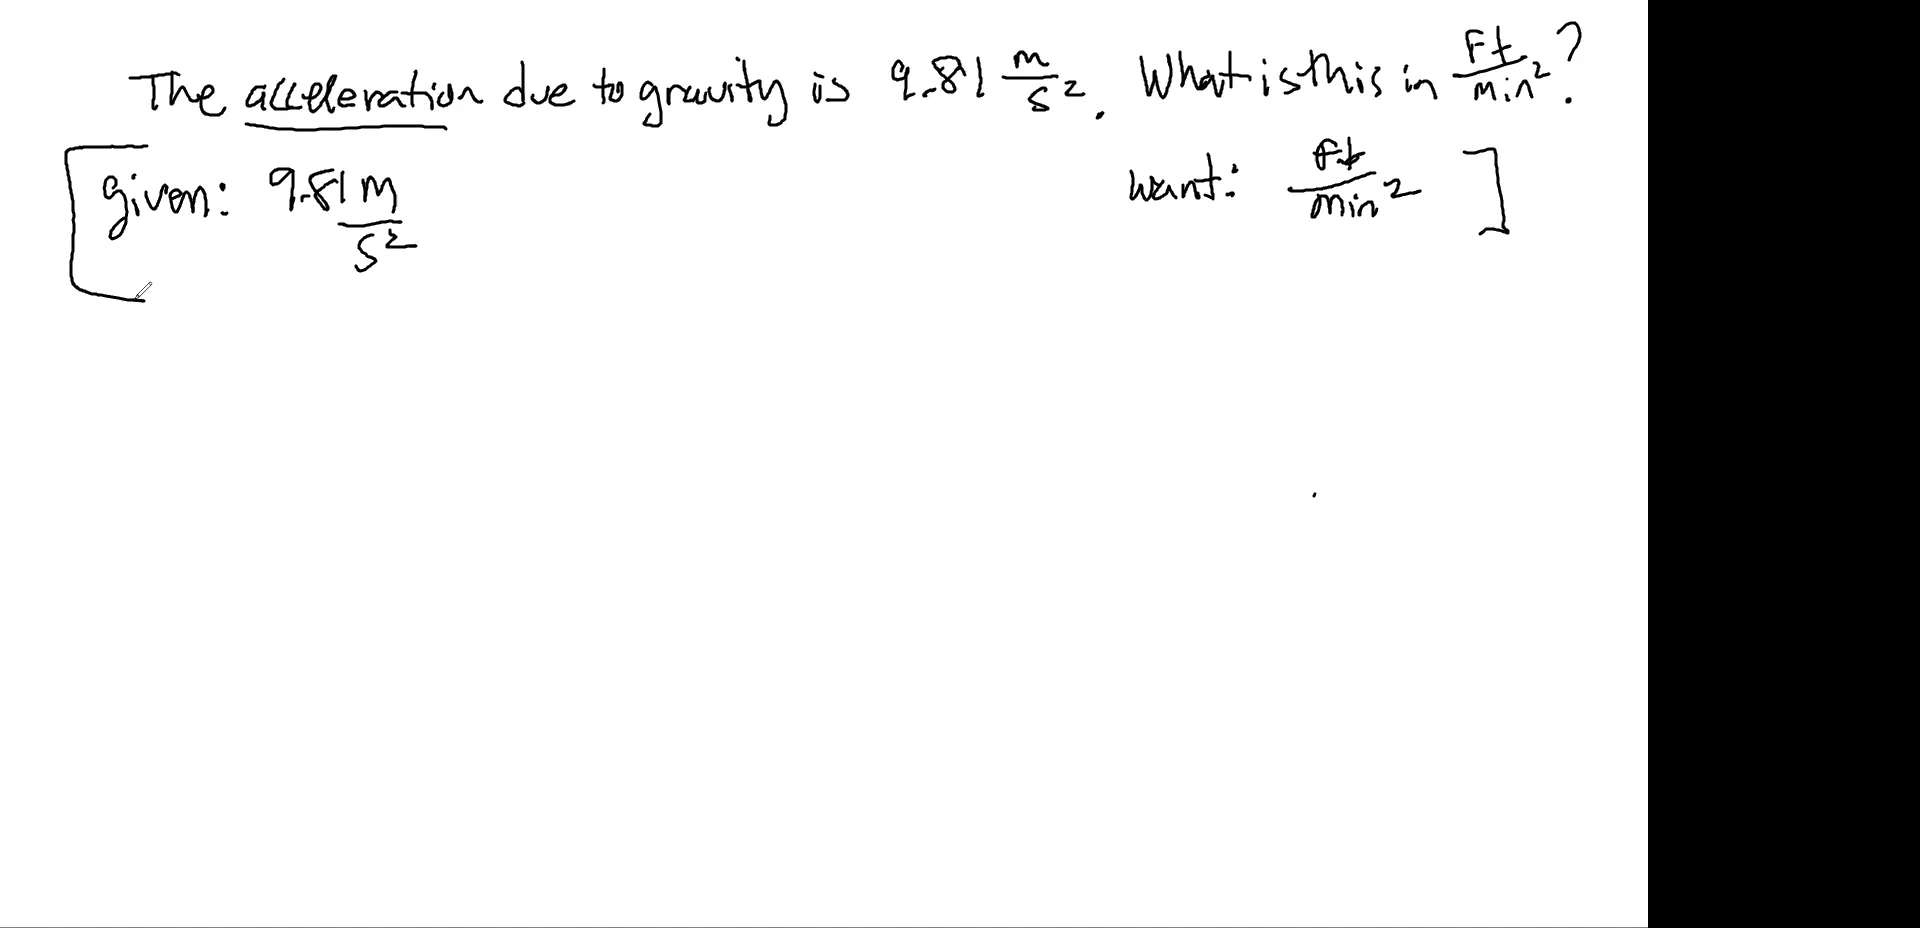 The acceleration due to gravity is 9.81 m/s². What is this in Ft/min²?
given: 9.81 m/s² want: Ft/min²